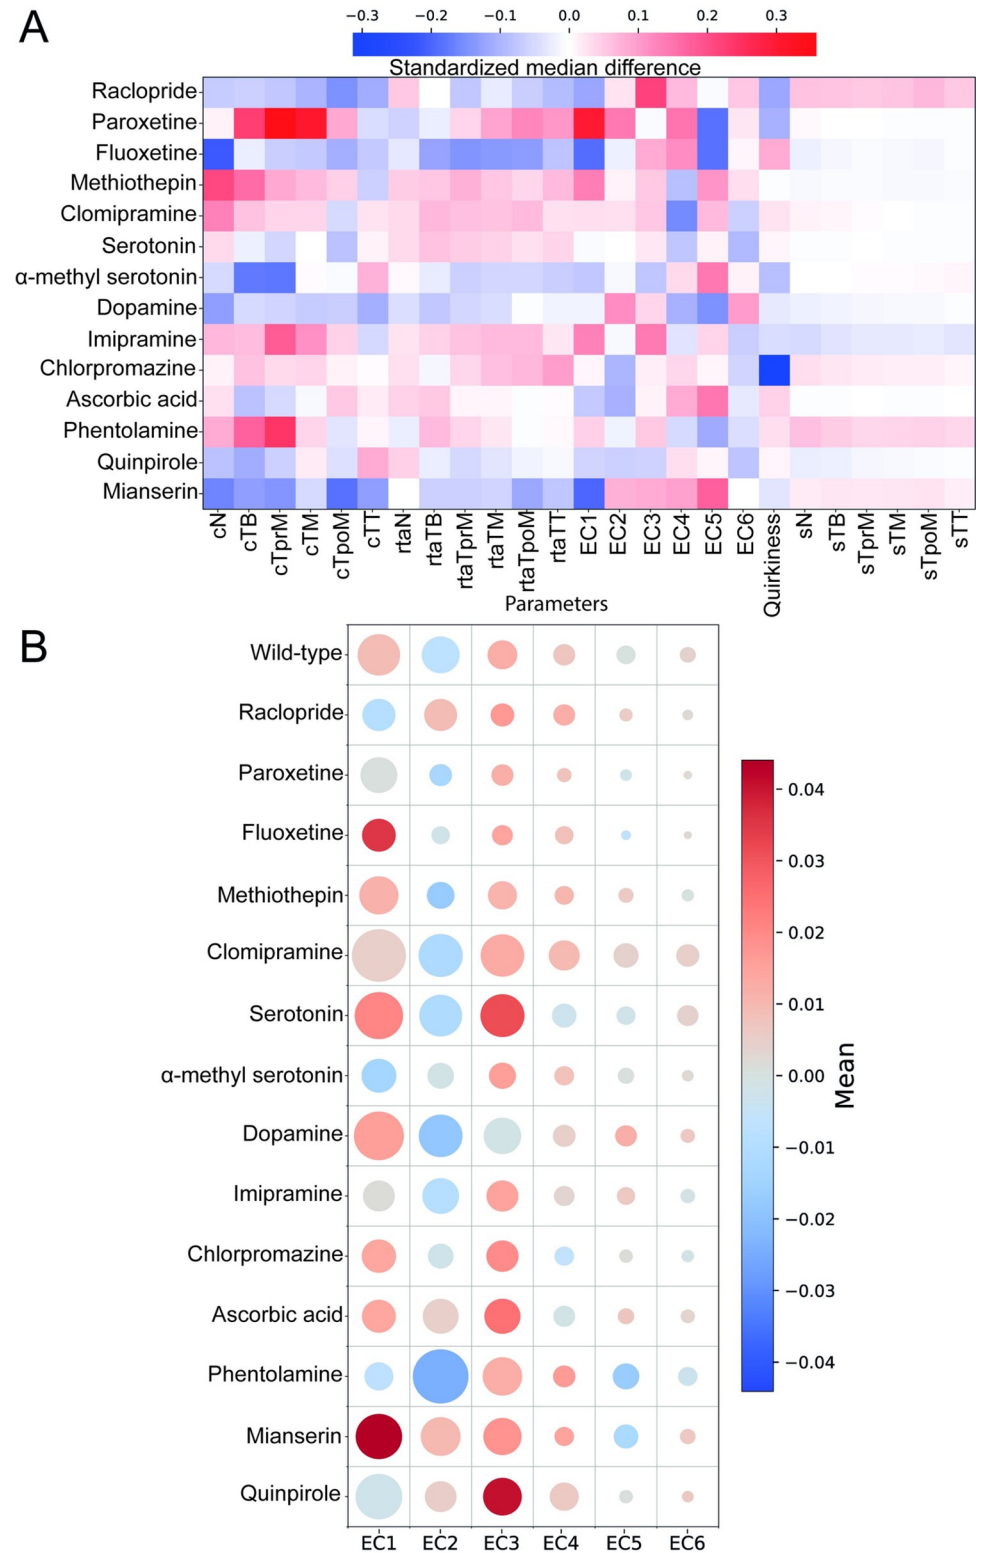 A
−0.3 −0.2 −0.1 0.0 0.1 0.2 0.3
Standardized median difference
Raclopride
Paroxetine
Fluoxetine
Methiothepin
Clomipramine
Serotonin
α-methyl serotonin
Dopamine
Imipramine
Chlorpromazine
Ascorbic acid
Phentolamine
Quinpirole
Mianserin
cN cTB cTprM cTM cTpoM cTT rtaN rtaTB rtaTprM rtaTM rtaTpoM rtaTT EC1 EC2 EC3 EC4 EC5 EC6 Quirkiness sN sTB sTprM sTM sTpoM sTT
Parameters
B
Wild-type
Raclopride
Paroxetine
Fluoxetine
Methiothepin
Clomipramine
Serotonin
α-methyl serotonin
Dopamine
Imipramine
Chlorpromazine
Ascorbic acid
Phentolamine
Mianserin
Quinpirole
EC1 EC2 EC3 EC4 EC5 EC6
0.04
0.03
0.02
0.01
0.00
−0.01
−0.02
−0.03
−0.04
Mean